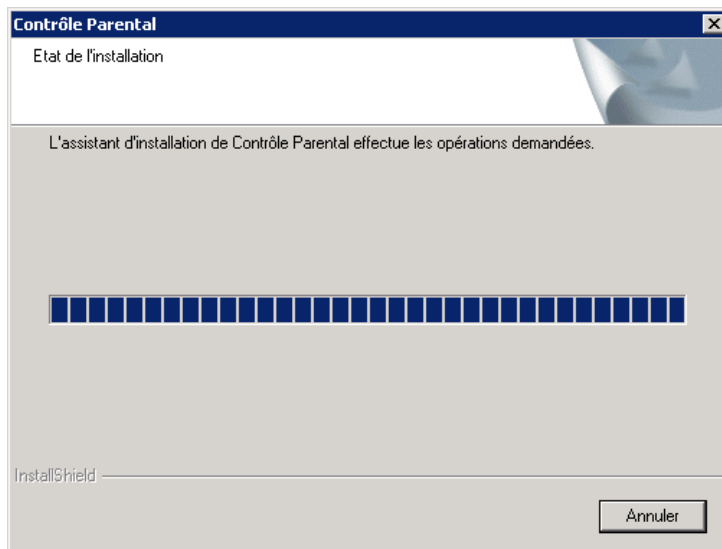 Contrôle Parental
Etat de l'installation
L'assistant d'installation de Contrôle Parental effectue les opérations demandées.
InstallShield
Annuler